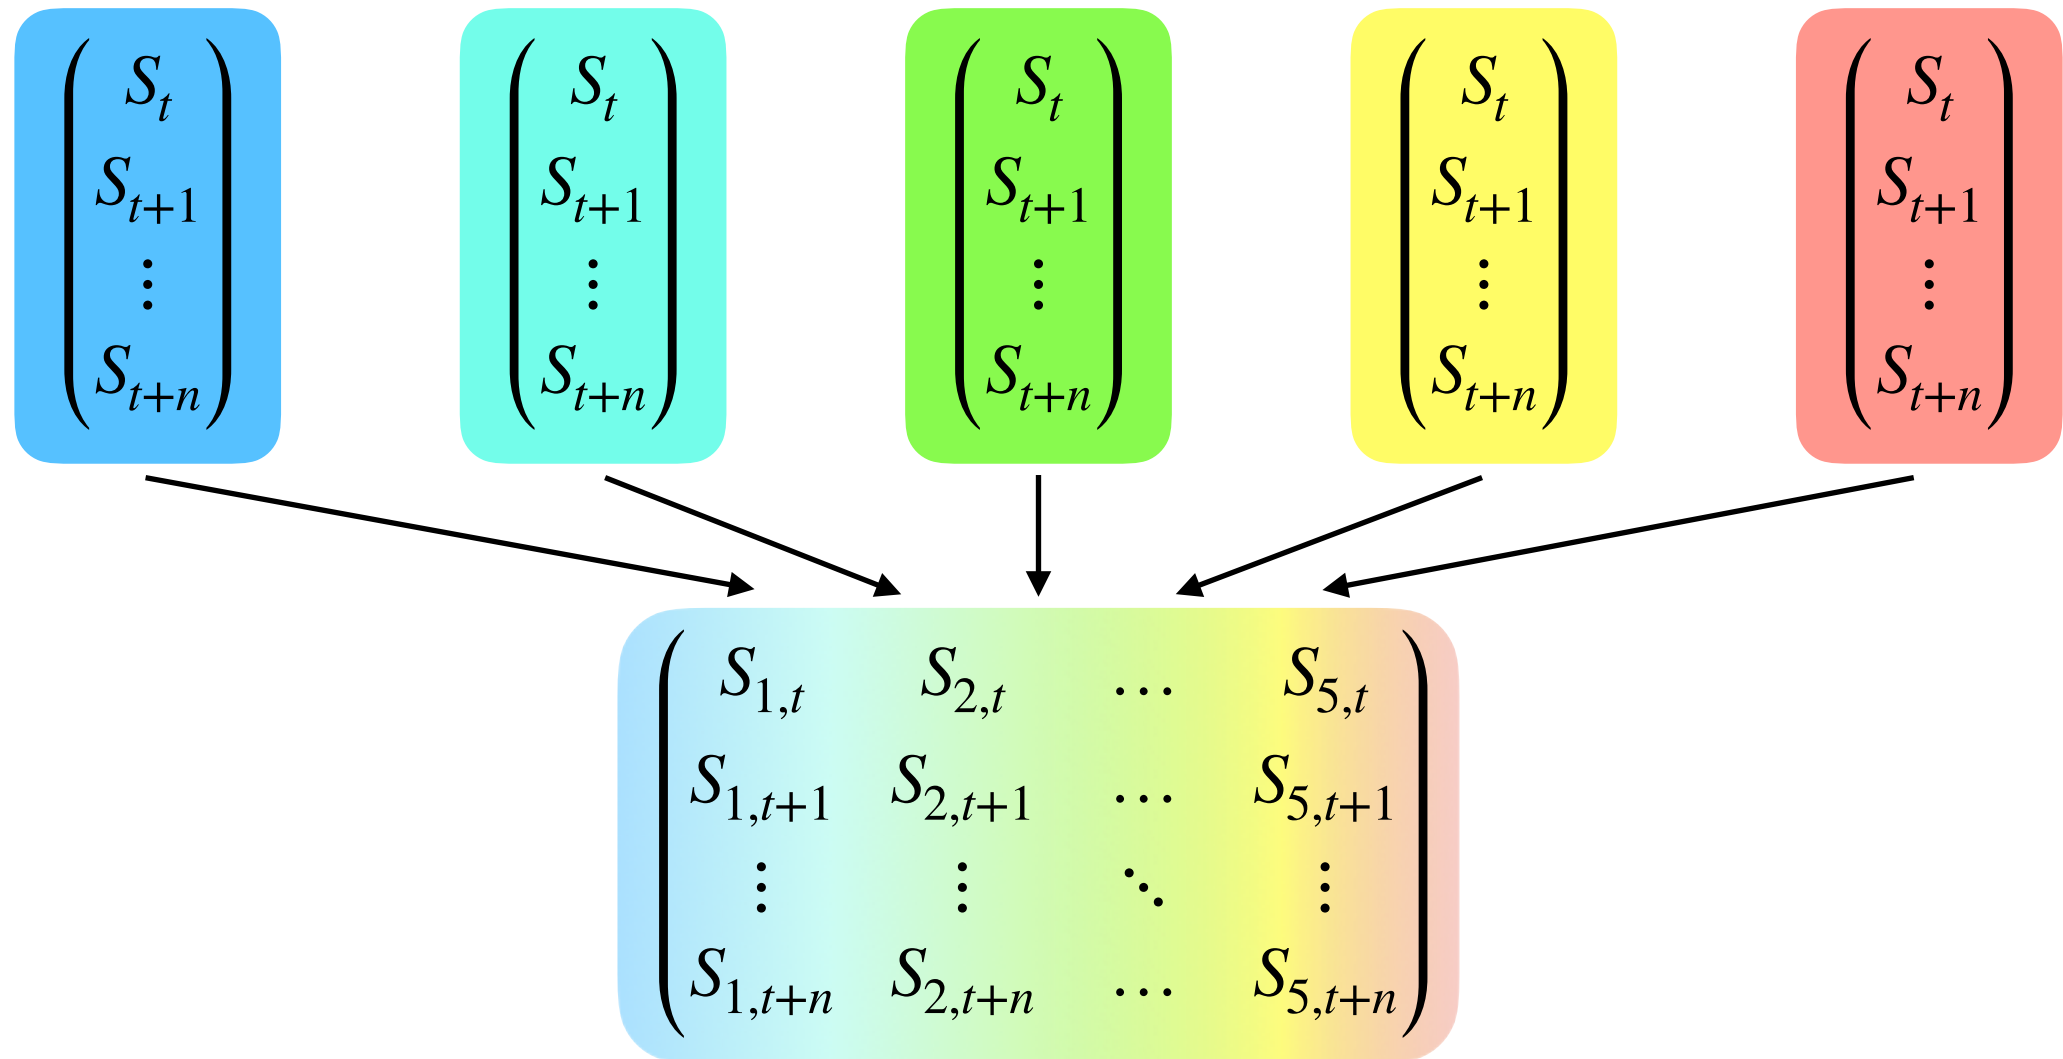 S_t S_t S_t S_t S_t
S_{t+1} S_{t+1} S_{t+1} S_{t+1} S_{t+1}
⋮ ⋮ ⋮ ⋮ ⋮
S_{t+n} S_{t+n} S_{t+n} S_{t+n} S_{t+n}
S_{1,t} S_{2,t} … S_{5,t}
S_{1,t+1} S_{2,t+1} … S_{5,t+1}
⋮ ⋮ ⋱ ⋮
S_{1,t+n} S_{2,t+n} … S_{5,t+n}